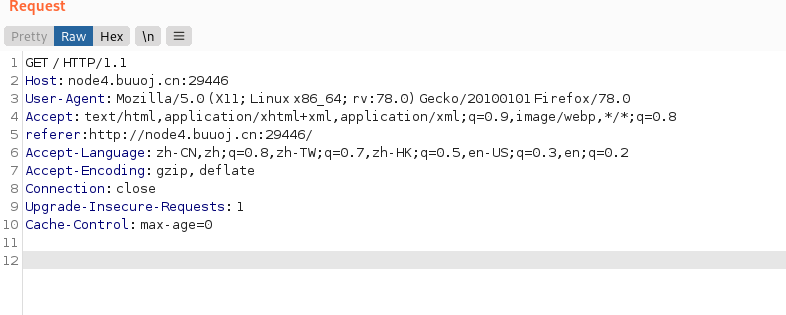 Request
Pretty Raw Hex \n ≡
1 GET / HTTP/1.1
2 Host: node4.buuoj.cn:29446
3 User-Agent: Mozilla/5.0 (X11; Linux x86_64; rv:78.0) Gecko/20100101 Firefox/78.0
4 Accept: text/html,application/xhtml+xml,application/xml;q=0.9,image/webp,*/*;q=0.8
5 referer:http://node4.buuoj.cn:29446/
6 Accept-Language: zh-CN,zh;q=0.8,zh-TW;q=0.7,zh-HK;q=0.5,en-US;q=0.3,en;q=0.2
7 Accept-Encoding: gzip, deflate
8 Connection: close
9 Upgrade-Insecure-Requests: 1
10 Cache-Control: max-age=0
11
12